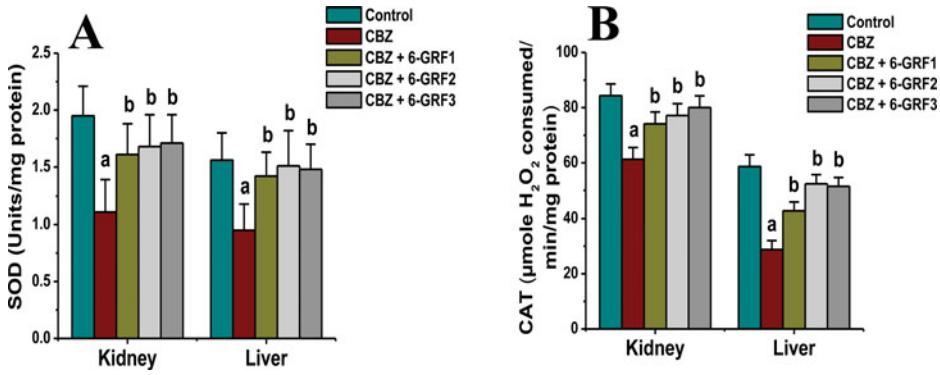 A
Control
CBZ
CBZ + 6-GRF1
CBZ + 6-GRF2
CBZ + 6-GRF3
SOD (Units/mg protein)
2.5
2.0
1.5
1.0
0.5
0.0
a
b
b
b
a
b
b
b
Kidney
Liver
B
Control
CBZ
CBZ + 6-GRF1
CBZ + 6-GRF2
CBZ + 6-GRF3
CAT (µmole H₂O₂ consumed/
min/mg protein)
100
80
60
40
20
0
a
b
b
b
a
b
b
b
Kidney
Liver